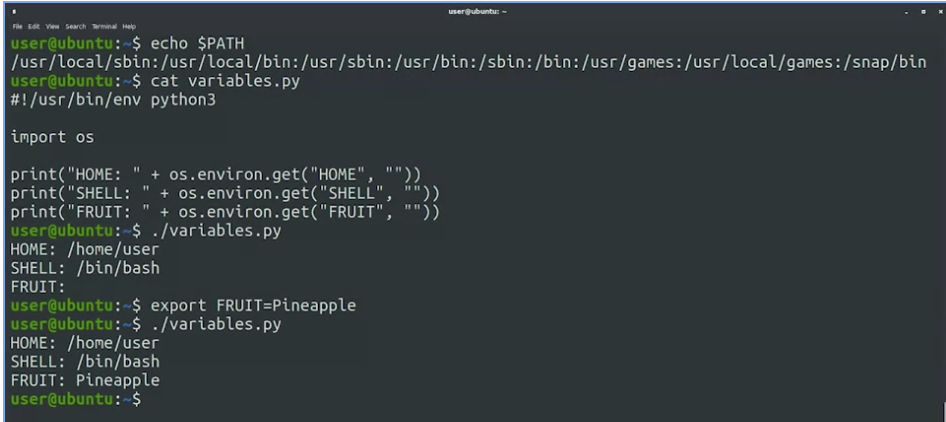 user@ubuntu: ~
File Edit View Search Terminal Help
user@ubuntu:~$ echo $PATH
/usr/local/sbin:/usr/local/bin:/usr/sbin:/usr/bin:/sbin:/bin:/usr/games:/usr/local/games:/snap/bin
user@ubuntu:~$ cat variables.py
#!/usr/bin/env python3
import os
print("HOME: " + os.environ.get("HOME", ""))
print("SHELL: " + os.environ.get("SHELL", ""))
print("FRUIT: " + os.environ.get("FRUIT", ""))
user@ubuntu:~$ ./variables.py
HOME: /home/user
SHELL: /bin/bash
FRUIT:
user@ubuntu:~$ export FRUIT=Pineapple
user@ubuntu:~$ ./variables.py
HOME: /home/user
SHELL: /bin/bash
FRUIT: Pineapple
user@ubuntu:~$